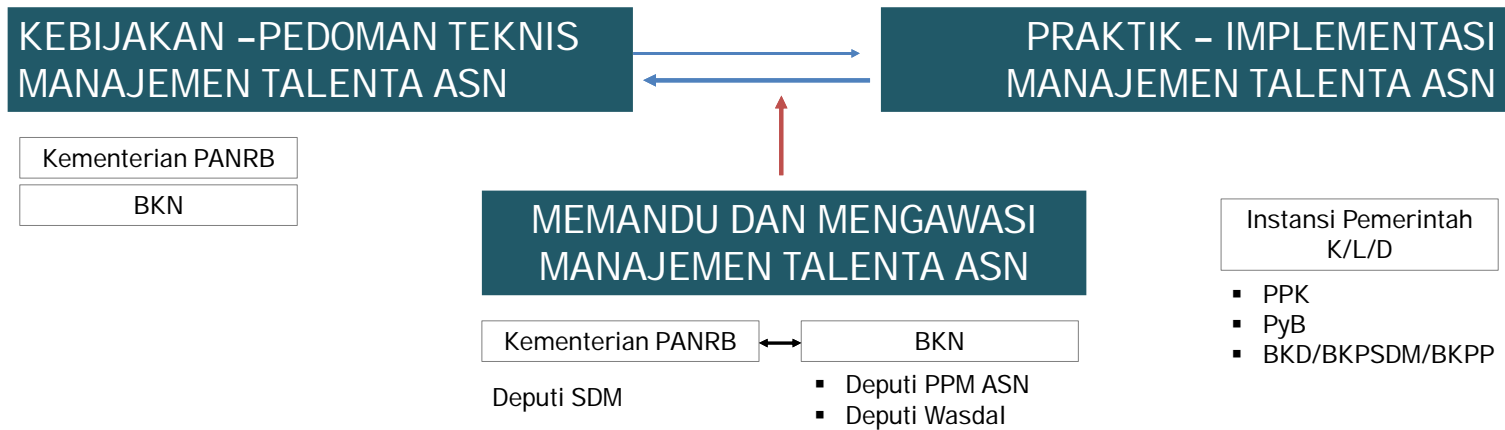 KEBIJAKAN –PEDOMAN TEKNIS
MANAJEMEN TALENTA ASN
PRAKTIK – IMPLEMENTASI
MANAJEMEN TALENTA ASN
Kementerian PANRB
BKN
MEMANDU DAN MENGAWASI
MANAJEMEN TALENTA ASN
Kementerian PANRB
BKN
Deputi SDM
▪ Deputi PPM ASN
▪ Deputi Wasdal
Instansi Pemerintah
K/L/D
▪ PPK
▪ PyB
▪ BKD/BKPSDM/BKPP